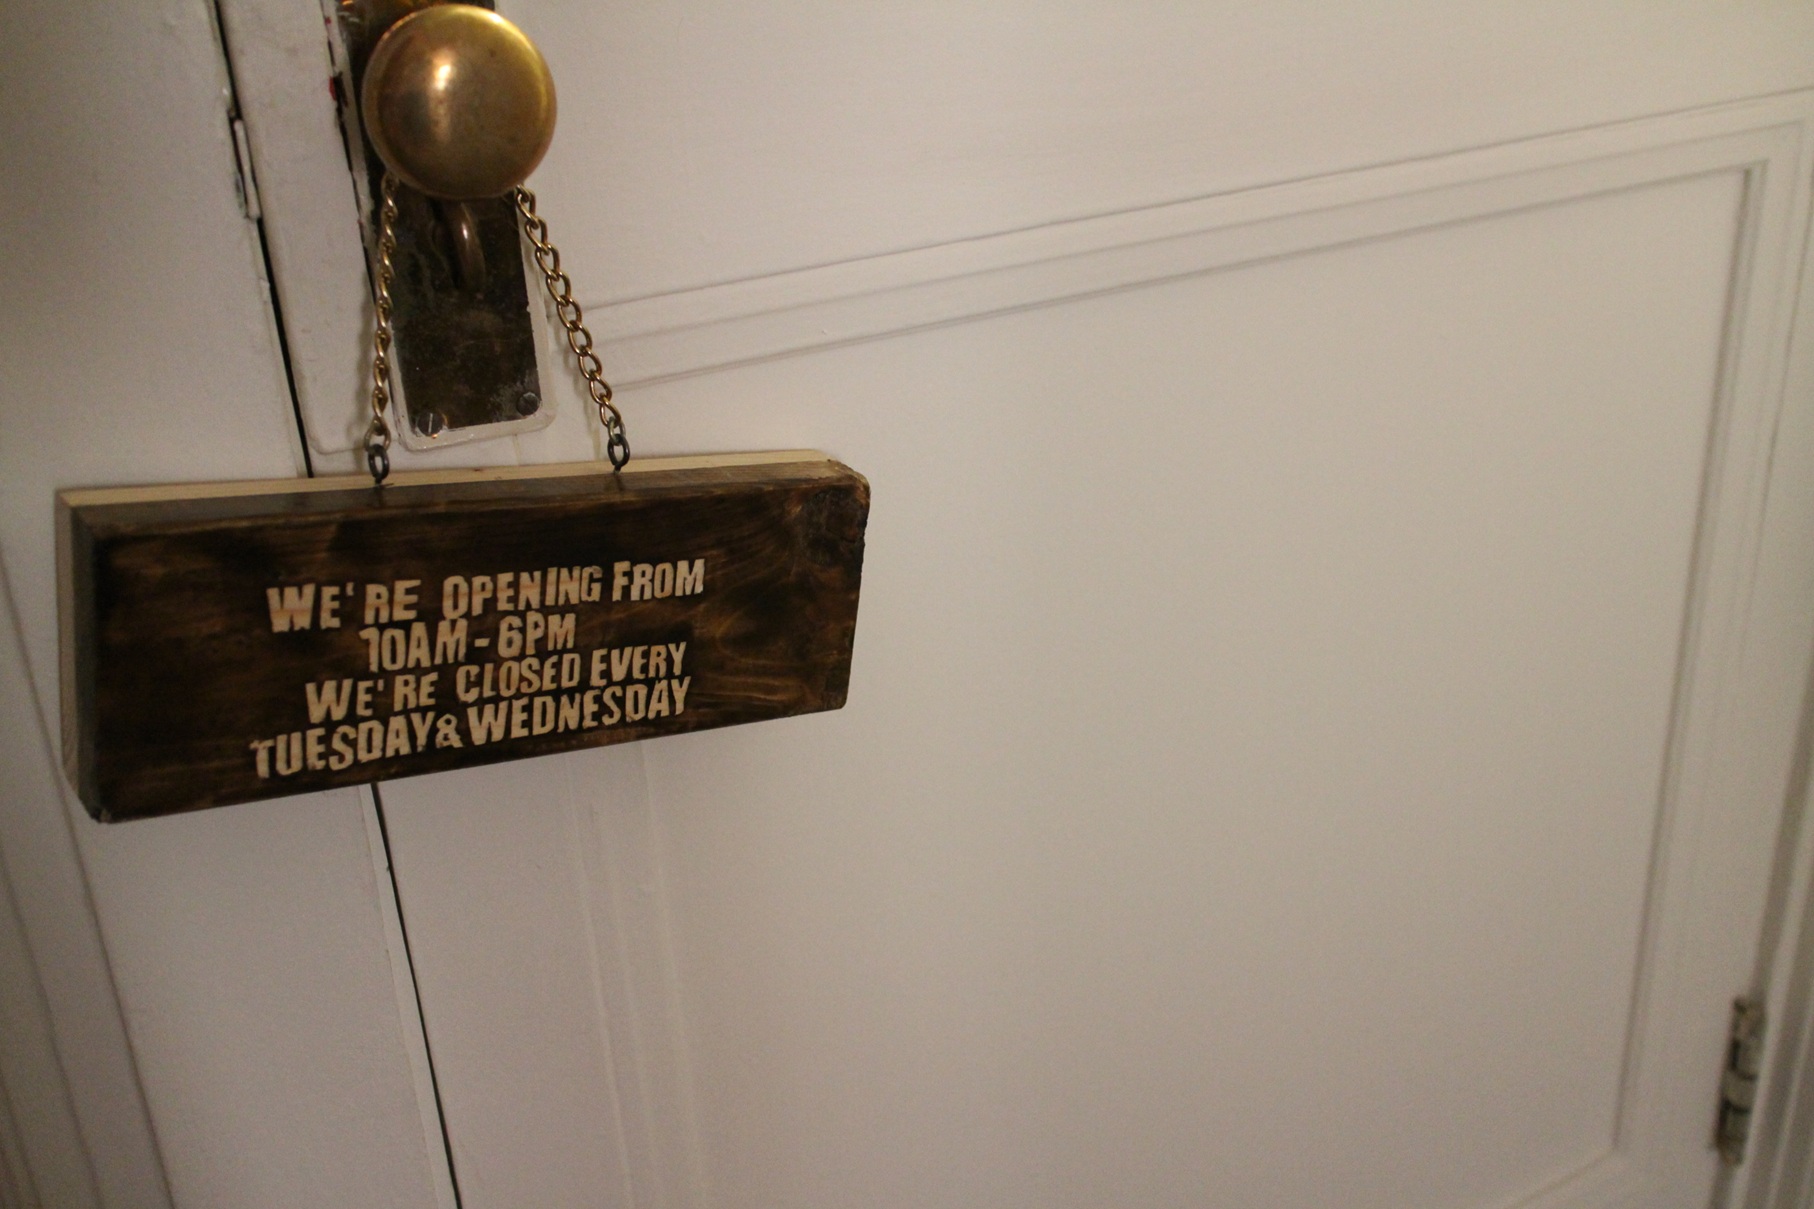 WE'RE OPENING FROM
10AM - 6PM
WE'RE CLOSED EVERY
TUESDAY & WEDNESDAY